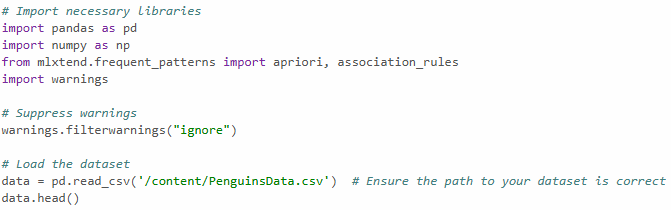 # Import necessary libraries
import pandas as pd
import numpy as np
from mlxtend.frequent_patterns import apriori, association_rules
import warnings
# Suppress warnings
warnings.filterwarnings("ignore")
# Load the dataset
data = pd.read_csv('/content/PenguinsData.csv')  # Ensure the path to your dataset is correct
data.head()